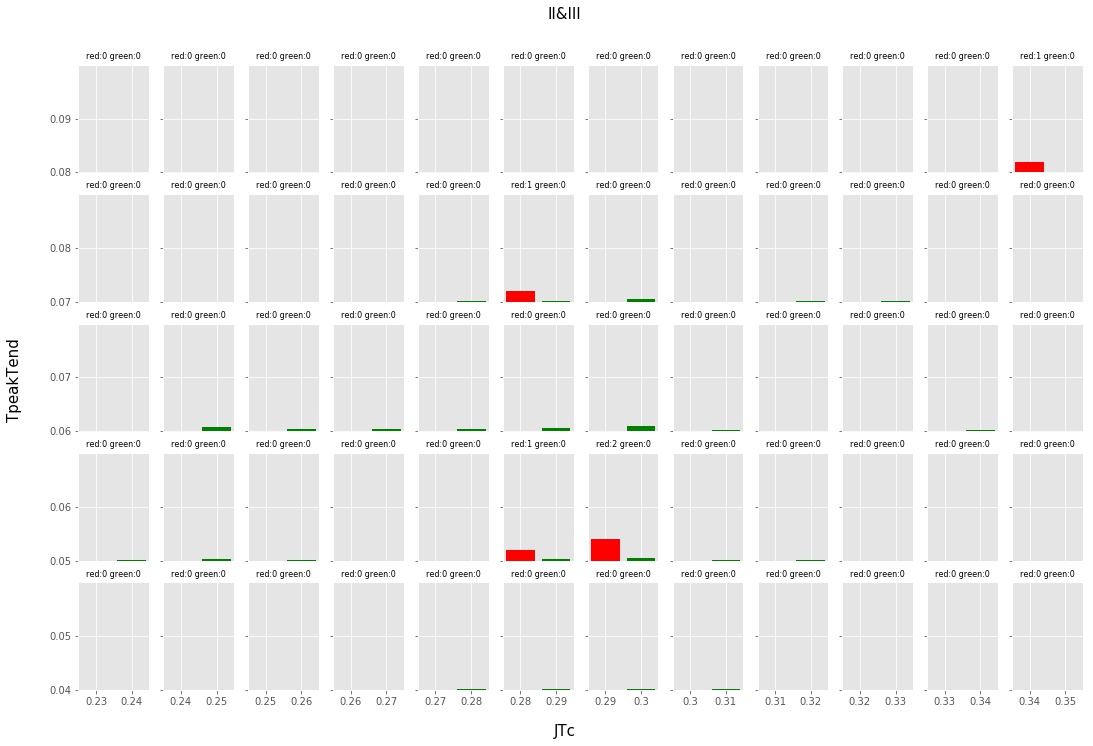 II&III
red:0 green:0 red:0 green:0 red:0 green:0 red:0 green:0 red:0 green:0 red:0 green:0 red:0 green:0 red:0 green:0 red:0 green:0 red:0 green:0 red:0 green:0 red:1 green:0
0.09
0.08
red:0 green:0 red:0 green:0 red:0 green:0 red:0 green:0 red:0 green:0 red:1 green:0 red:0 green:0 red:0 green:0 red:0 green:0 red:0 green:0 red:0 green:0 red:0 green:0
0.08
0.07
red:0 green:0 red:0 green:0 red:0 green:0 red:0 green:0 red:0 green:0 red:0 green:0 red:0 green:0 red:0 green:0 red:0 green:0 red:0 green:0 red:0 green:0 red:0 green:0
TpeakTend
0.07
0.06
red:0 green:0 red:0 green:0 red:0 green:0 red:0 green:0 red:0 green:0 red:1 green:0 red:2 green:0 red:0 green:0 red:0 green:0 red:0 green:0 red:0 green:0 red:0 green:0
0.06
0.05
red:0 green:0 red:0 green:0 red:0 green:0 red:0 green:0 red:0 green:0 red:0 green:0 red:0 green:0 red:0 green:0 red:0 green:0 red:0 green:0 red:0 green:0 red:0 green:0
0.05
0.04
0.23 0.24 0.24 0.25 0.25 0.26 0.26 0.27 0.27 0.28 0.28 0.29 0.29 0.3 0.3 0.31 0.31 0.32 0.32 0.33 0.33 0.34 0.34 0.35
JTc